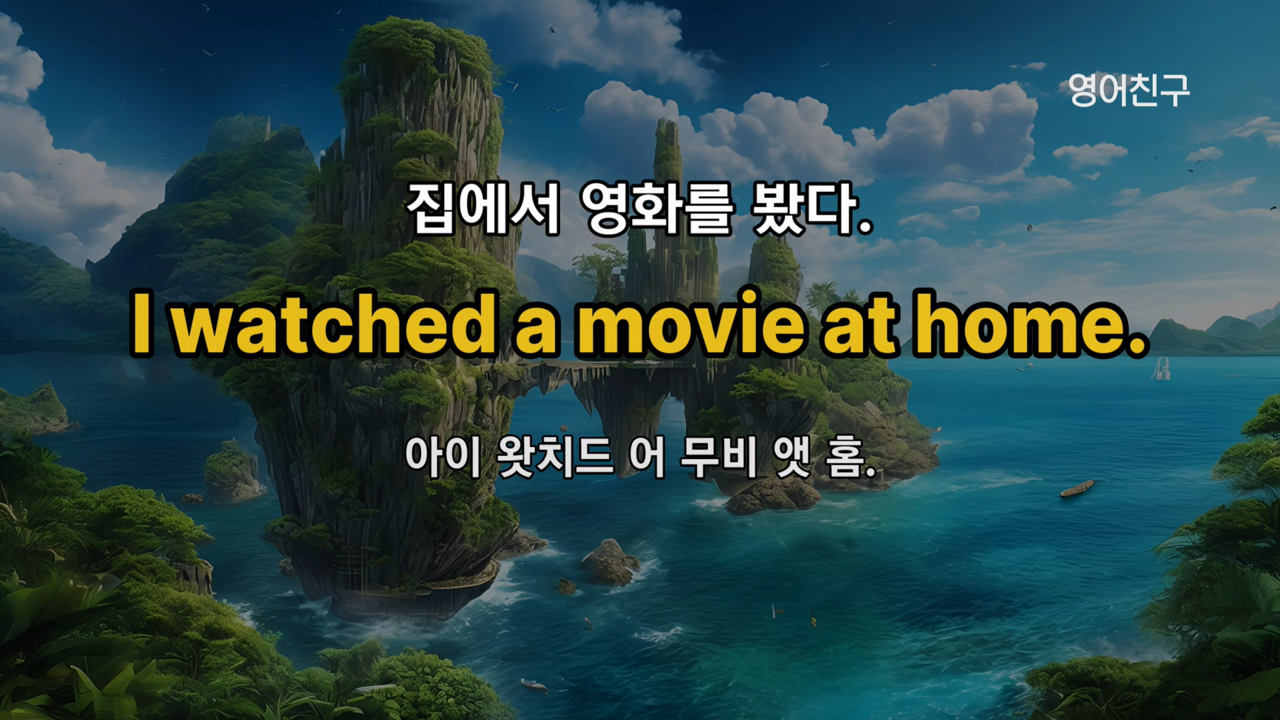 영어친구
집에서 영화를 봤다.
I watched a movie at home.
아이 왓치드 어 무비 앳 홈.